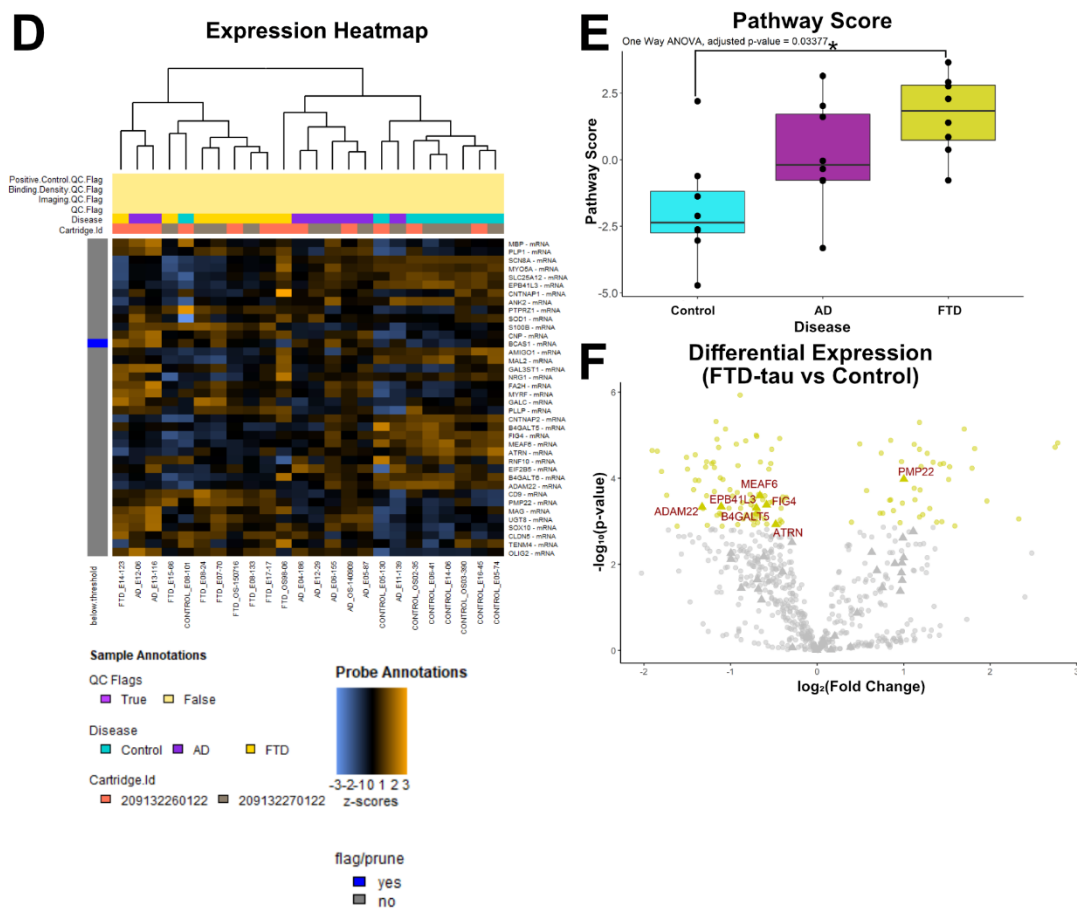 D
Expression Heatmap
Positive.Control.QC.Flag
Binding.Density.QC.Flag
Imaging.QC.Flag
QC.Flag
Disease
Cartridge.Id
MBP - mRNA
PLP1 - mRNA
SCN8A - mRNA
MYO5A - mRNA
SLC25A12 - mRNA
EPB41L3 - mRNA
CNTNAP1 - mRNA
ANK2 - mRNA
PTPRZ1 - mRNA
SOD1 - mRNA
S100B - mRNA
CNP - mRNA
BCAS1 - mRNA
AMIGO1 - mRNA
MAL2 - mRNA
GAL3ST1 - mRNA
NRG1 - mRNA
FA2H - mRNA
MYRF - mRNA
GALC - mRNA
PLLP - mRNA
CNTNAP2 - mRNA
B4GALT5 - mRNA
FIG4 - mRNA
MEAF6 - mRNA
ATRN - mRNA
RNF10 - mRNA
EIF2B5 - mRNA
B4GALT6 - mRNA
ADAM22 - mRNA
CD9 - mRNA
PMP22 - mRNA
MAG - mRNA
UGT8 - mRNA
SOX10 - mRNA
CLDN5 - mRNA
TENM4 - mRNA
OLIG2 - mRNA
below.threshold
FTD_E14-123
AD_E12-06
AD_E13-116
FTD_E15-66
CONTROL_E08-101
FTD_E09-24
FTD_E07-70
FTD_OS-150716
FTD_E08-133
FTD_E17-17
FTD_OS98-06
AD_E04-186
AD_E12-29
AD_E06-155
AD_OS-140909
AD_E05-87
CONTROL_E05-130
AD_E11-139
CONTROL_OS02-35
CONTROL_E06-41
CONTROL_E14-06
CONTROL_OS03-390
CONTROL_E16-45
CONTROL_E05-74
Sample Annotations
QC Flags
True False
Disease
Control AD FTD
Cartridge.Id
209132260122 209132270122
Probe Annotations
-3-2-10 1 2 3
z-scores
flag/prune
yes
no
E
Pathway Score
One Way ANOVA, adjusted p-value = 0.03377
*
Pathway Score
2.5
0.0
-2.5
-5.0
Control AD FTD
Disease
F
Differential Expression
(FTD-tau vs Control)
-log₁₀(p-value)
6
4
2
0
PMP22
MEAF6
EPB41L3
FIG4
ADAM22
B4GALT5
ATRN
-2 -1 0 1 2 3
log₂(Fold Change)